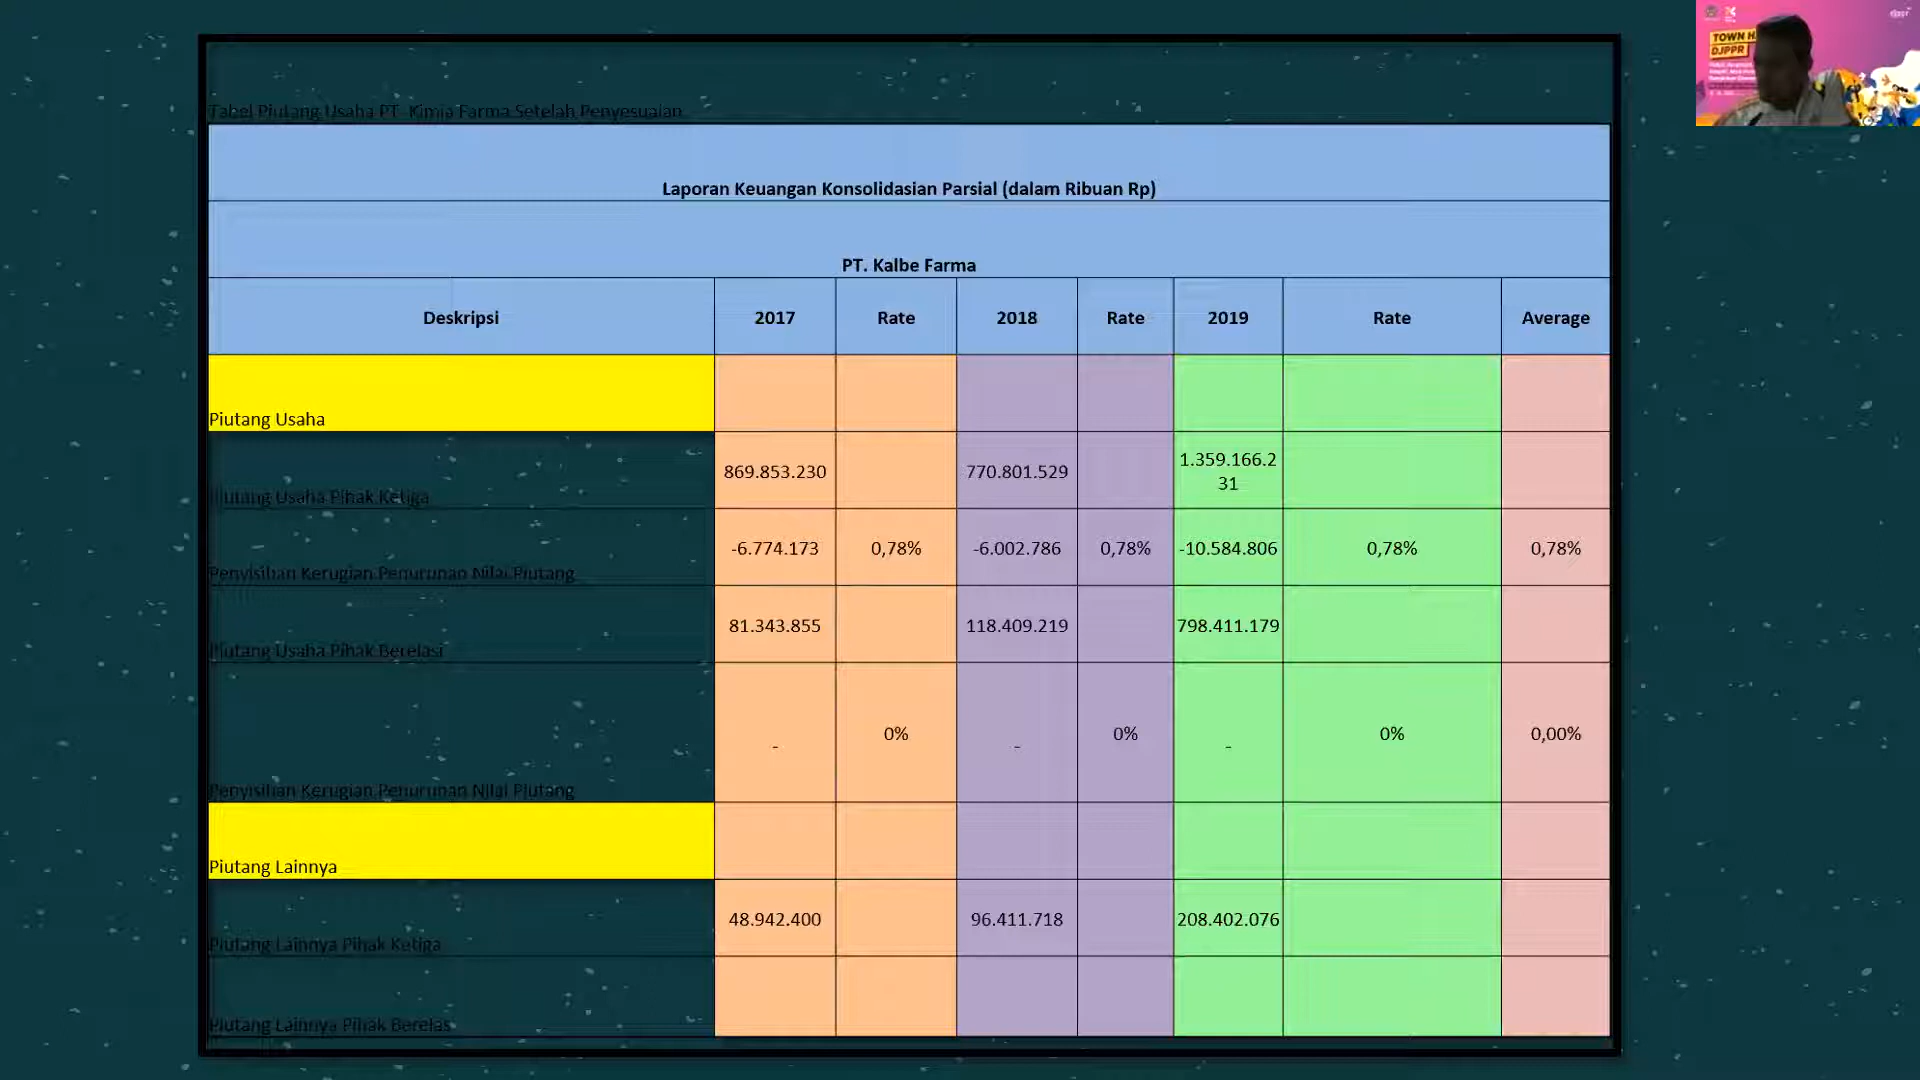 TOWN H
DJPPR
Tabel Piutang Usaha PT. Kimia Farma Setelah Penyesuaian
Laporan Keuangan Konsolidasian Parsial (dalam Ribuan Rp)
PT. Kalbe Farma
Deskripsi 2017 Rate 2018 Rate 2019 Rate Average
Piutang Usaha
Piutang Usaha Pihak Ketiga 869.853.230 770.801.529 1.359.166.2
31
Penyisihan Kerugian Penurunan Nilai Piutang -6.774.173 0,78% -6.002.786 0,78% -10.584.806 0,78% 0,78%
Piutang Usaha Pihak Berelasi 81.343.855 118.409.219 798.411.179
Penyisihan Kerugian Penurunan Nilai Piutang - 0% - 0% - 0% 0,00%
Piutang Lainnya
Piutang Lainnya Pihak Ketiga 48.942.400 96.411.718 208.402.076
Piutang Lainnya Pihak Berelas